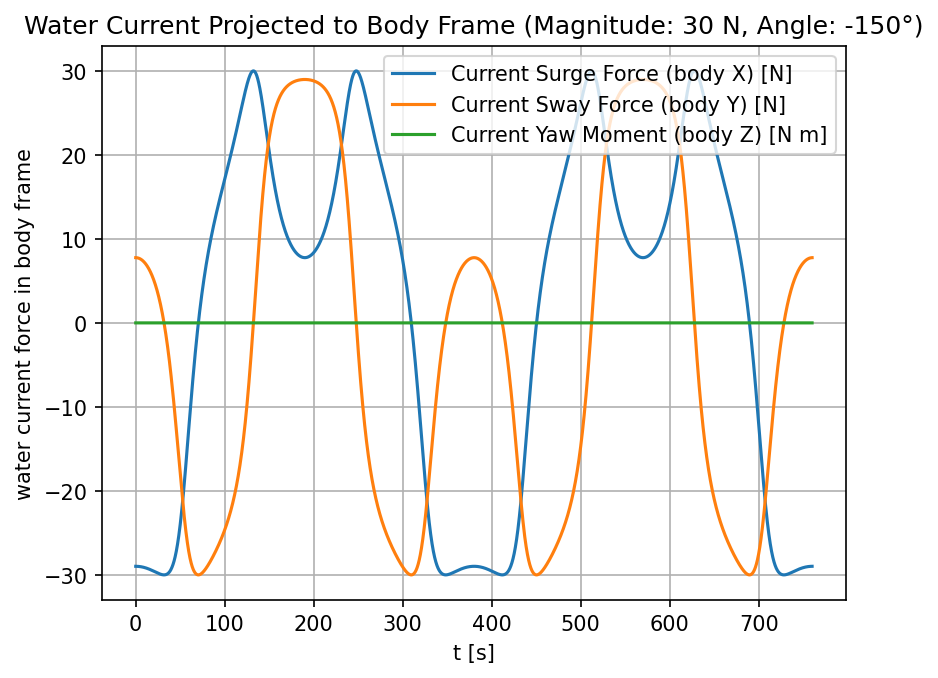 Water Current Projected to Body Frame (Magnitude: 30 N, Angle: -150°)
Current Surge Force (body X) [N]
Current Sway Force (body Y) [N]
Current Yaw Moment (body Z) [N m]
water current force in body frame
30
20
10
0
−10
−20
−30
0 100 200 300 400 500 600 700
t [s]